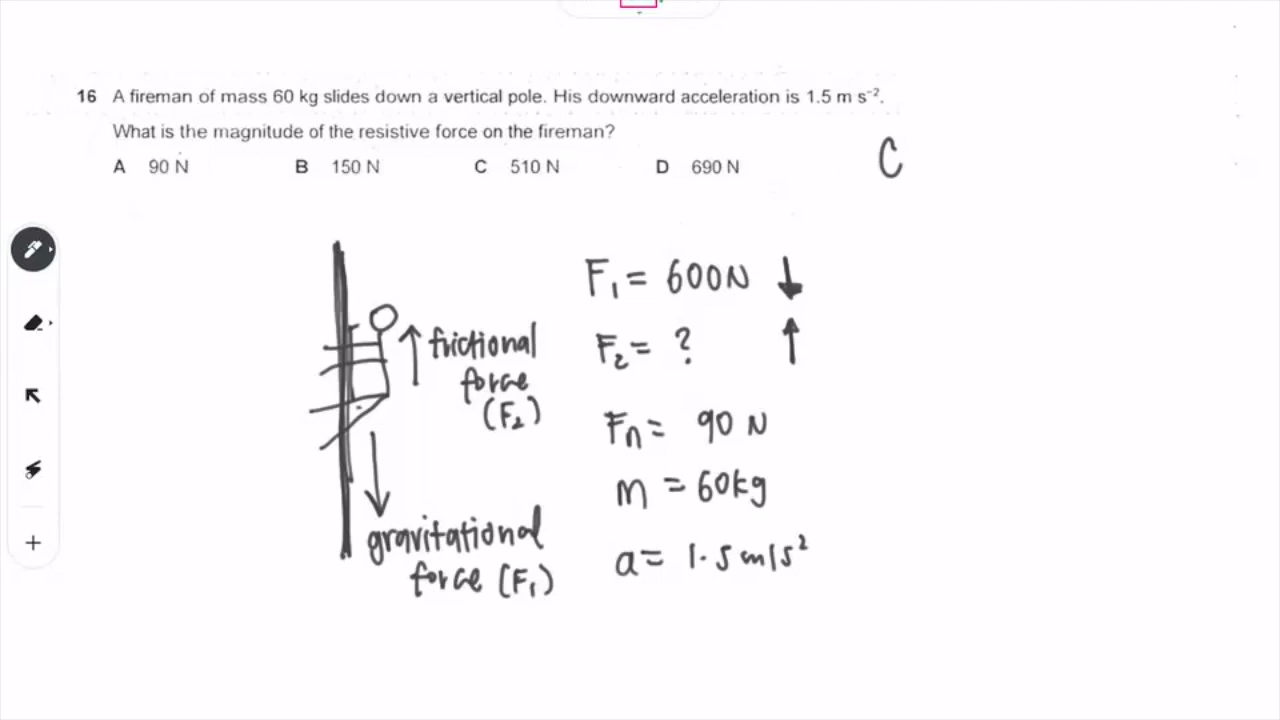 16 A fireman of mass 60 kg slides down a vertical pole. His downward acceleration is 1.5 m s⁻².
What is the magnitude of the resistive force on the fireman?
A 90 N B 150 N C 510 N D 690 N
C
F₁ = 600N ↓
frictional
force
(F₂)
F₂ = ? ↑
Fn = 90 N
m = 60kg
a = 1.5 m/s²
gravitational
force (F₁)